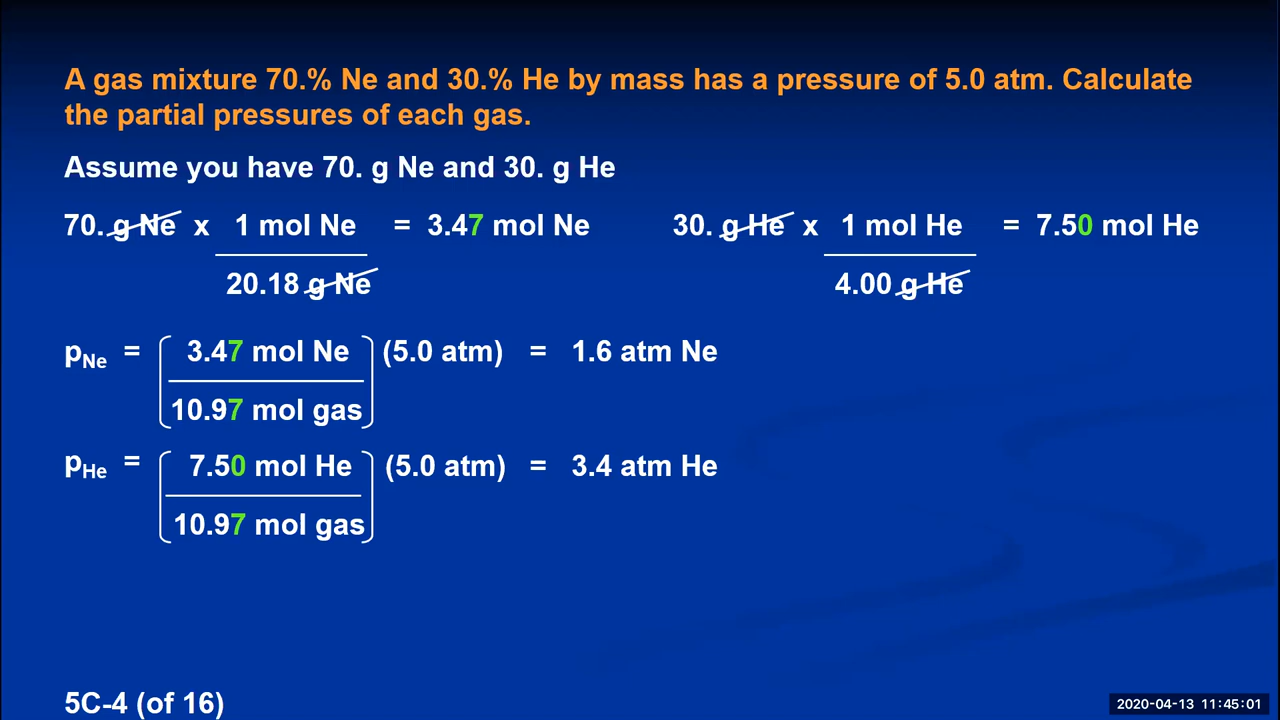 A gas mixture 70.% Ne and 30.% He by mass has a pressure of 5.0 atm. Calculate
the partial pressures of each gas.
Assume you have 70. g Ne and 30. g He
70. g Ne x 1 mol Ne = 3.47 mol Ne
20.18 g Ne
30. g He x 1 mol He = 7.50 mol He
4.00 g He
pNe = 3.47 mol Ne (5.0 atm) = 1.6 atm Ne
10.97 mol gas
pHe = 7.50 mol He (5.0 atm) = 3.4 atm He
10.97 mol gas
5C-4 (of 16)
2020-04-13 11:45:01